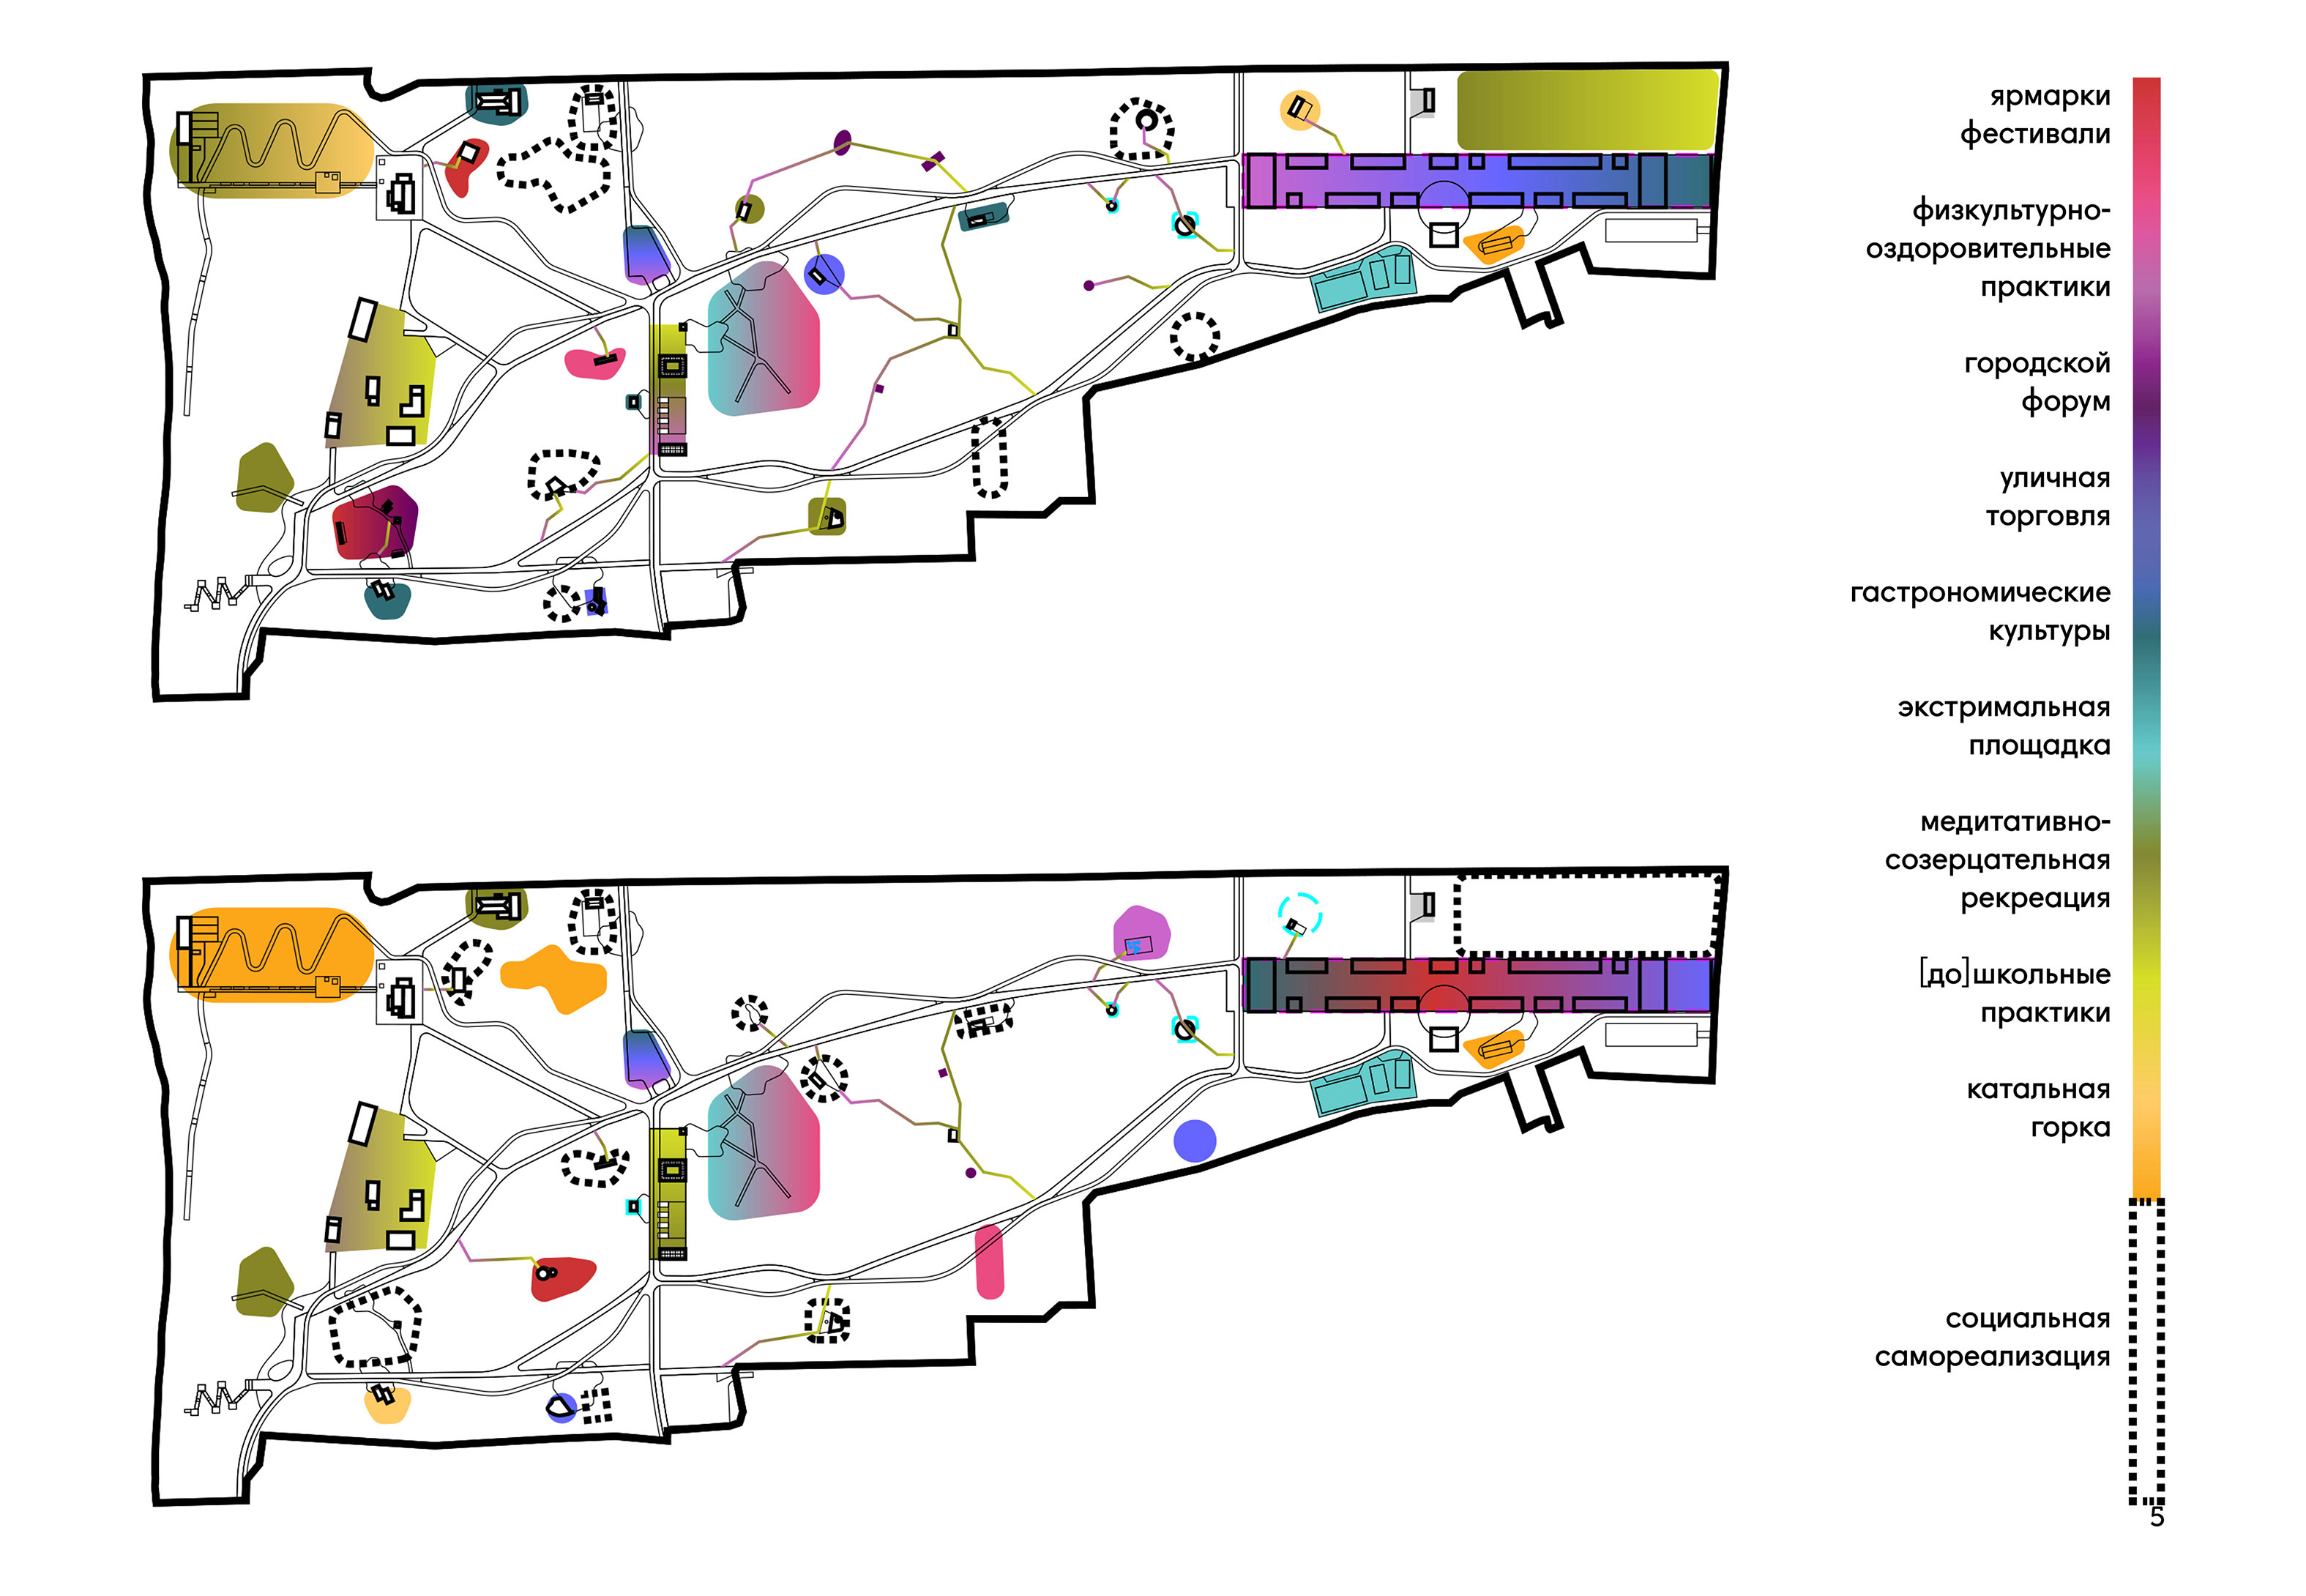 ярмарки
фестивали
физкультурно-
оздоровительные
практики
городской
форум
уличная
торговля
гастрономические
культуры
экстримальная
площадка
медитативно-
созерцательная
рекреация
[до]школьные
практики
катальная
горка
социальная
самореализация
5